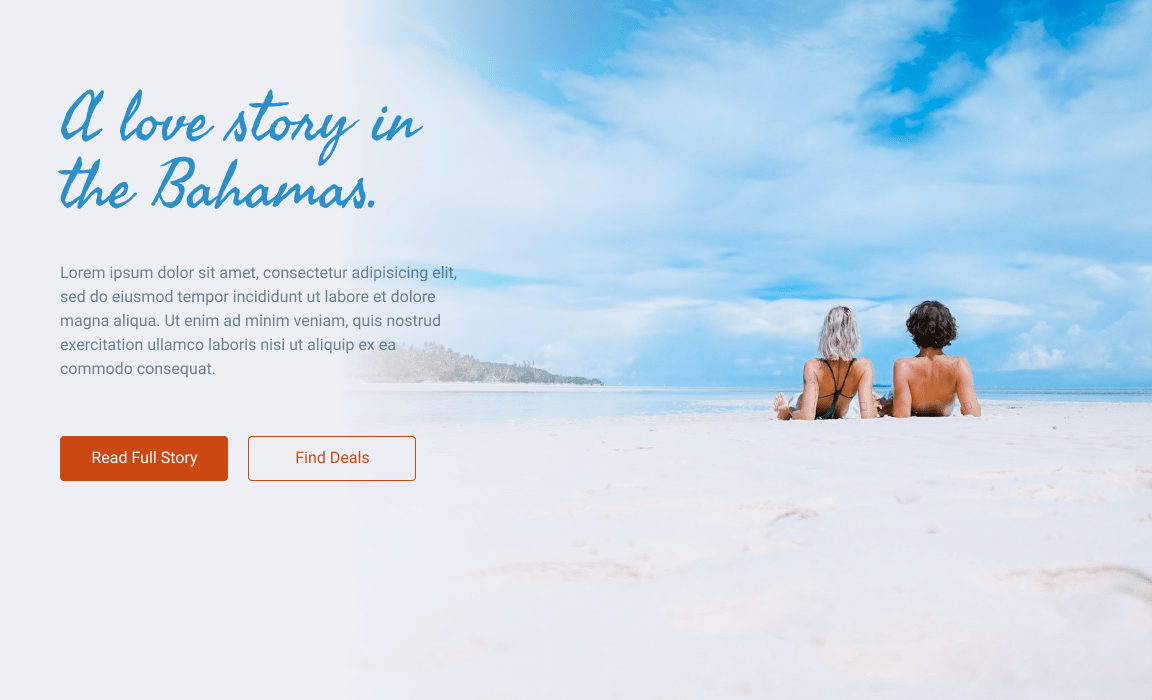 A love story in
the Bahamas.
Lorem ipsum dolor sit amet, consectetur adipisicing elit,
sed do eiusmod tempor incididunt ut labore et dolore
magna aliqua. Ut enim ad minim veniam, quis nostrud
exercitation ullamco laboris nisi ut aliquip ex ea
commodo consequat.
Read Full Story
Find Deals